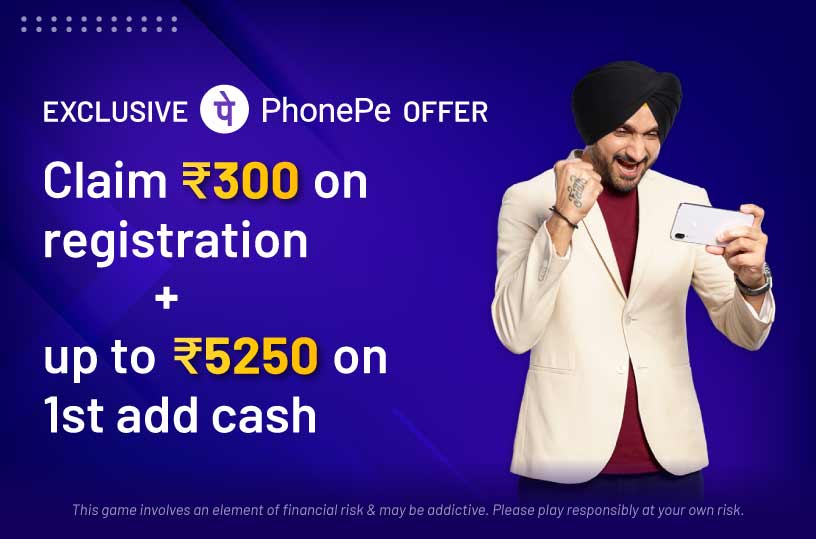 EXCLUSIVE पे PhonePe OFFER
Claim ₹300 on
registration
+
up to ₹5250 on
1st add cash
This game involves an element of financial risk & may be addictive. Please play responsibly at your own risk.